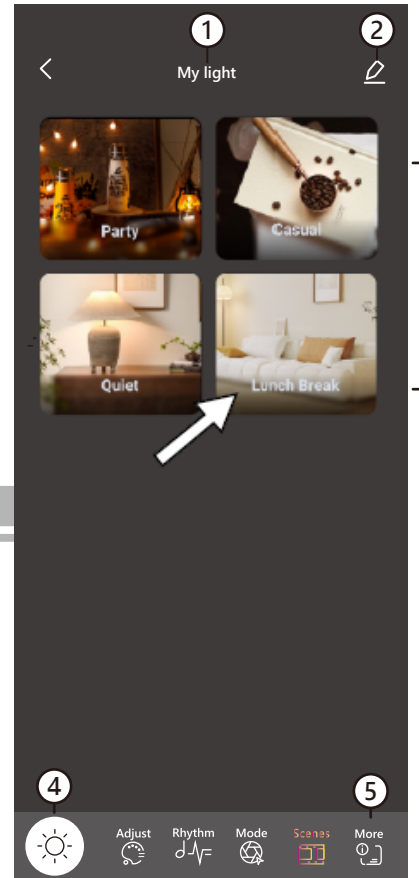 1 2
My light
Party Casual
Quiet Lunch Break
4 5
Adjust Rhythm Mode Scenes More